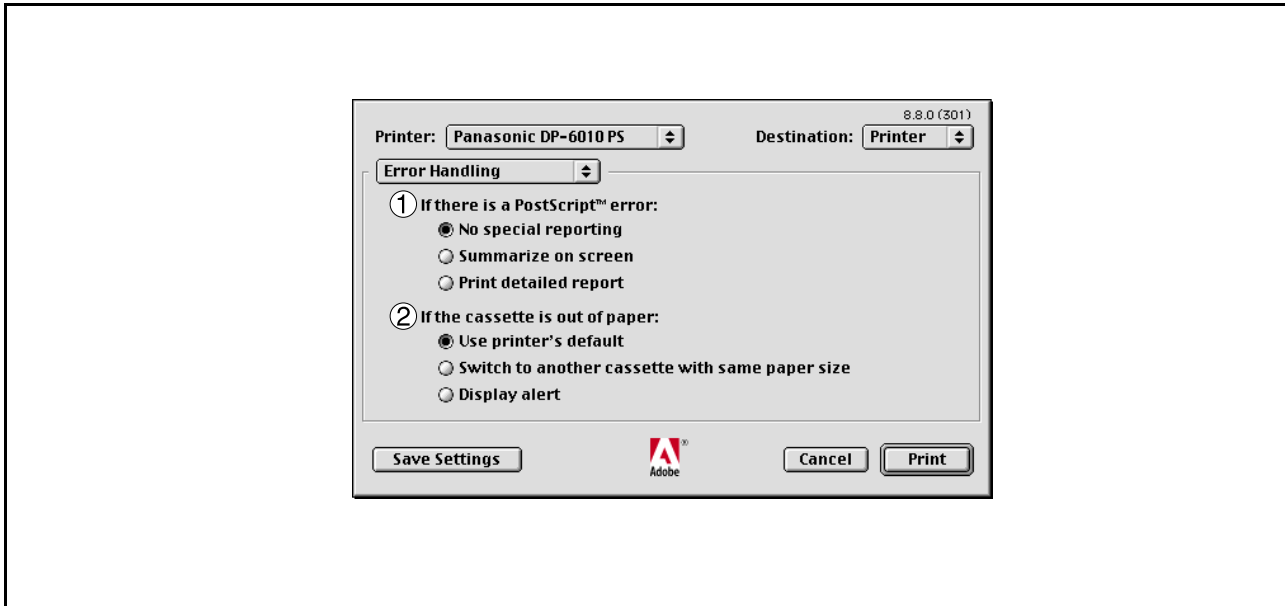 8.8.0 (301)
Printer: Panasonic DP-6010 PS Destination: Printer
Error Handling
① If there is a PostScript™ error:
No special reporting
Summarize on screen
Print detailed report
② If the cassette is out of paper:
Use printer's default
Switch to another cassette with same paper size
Display alert
Save Settings Adobe® Cancel Print